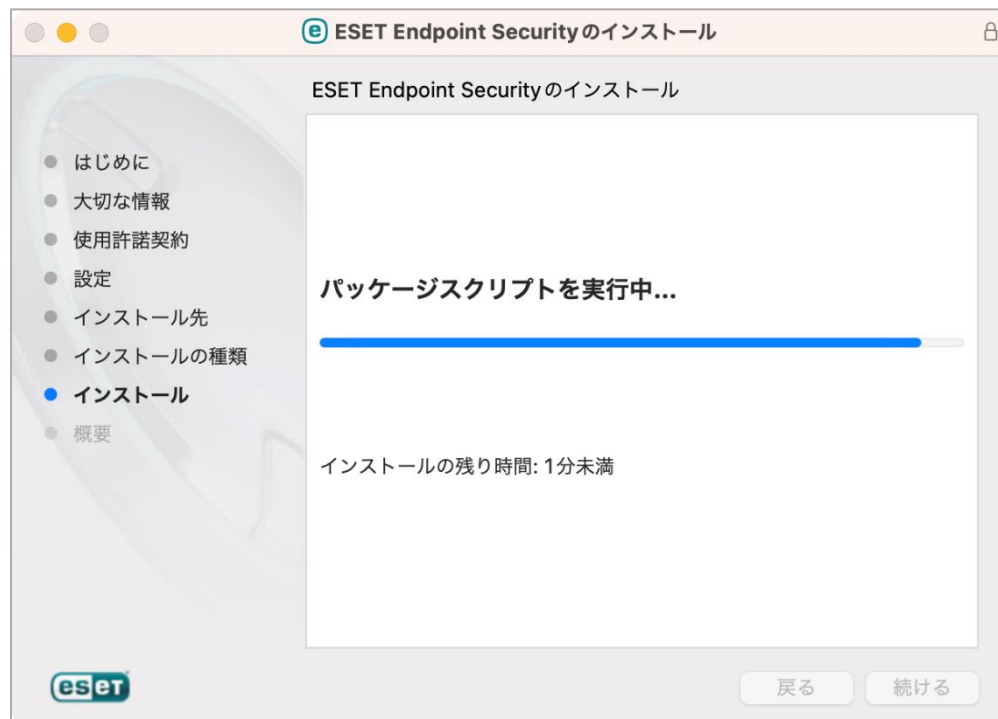 ESET Endpoint Securityのインストール
ESET Endpoint Securityのインストール
はじめに
大切な情報
使用許諾契約
設定
インストール先
インストールの種類
インストール
概要
パッケージスクリプトを実行中...
インストールの残り時間: 1分未満
eset
戻る
続ける